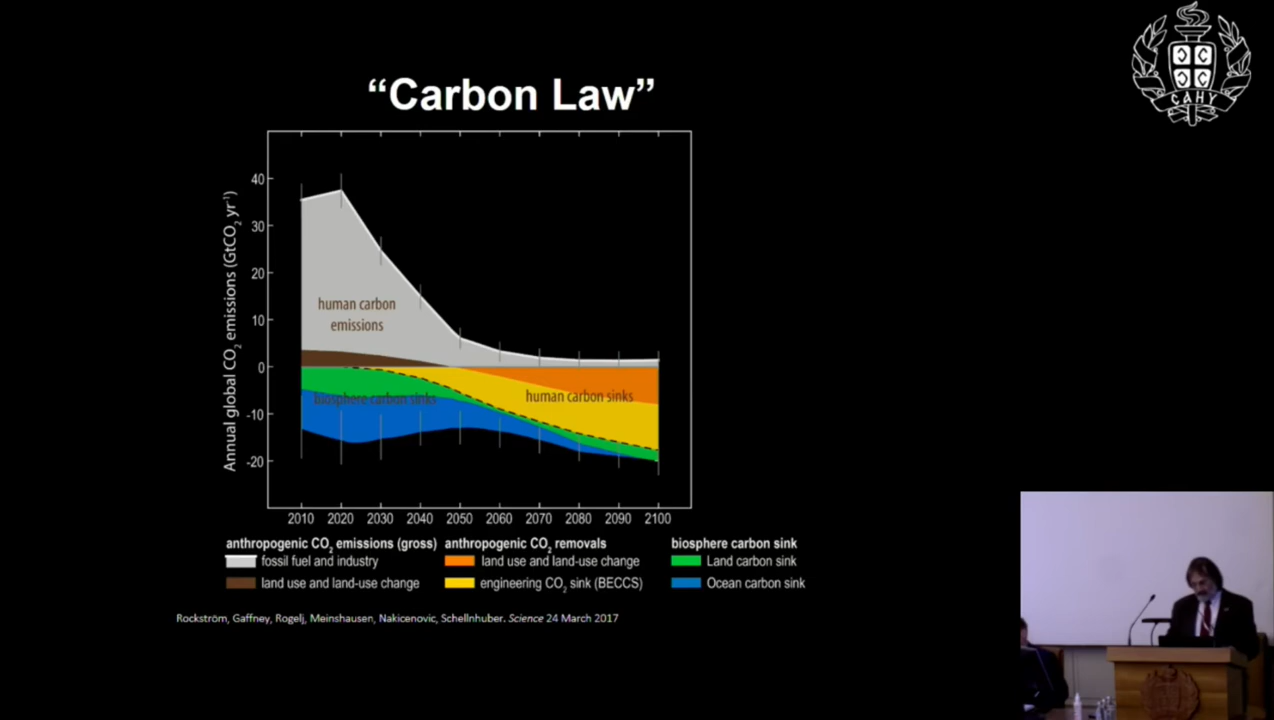 “Carbon Law”
Annual global CO₂ emissions (GtCO₂ yr⁻¹)
40
30
20
10
0
-10
-20
human carbon
emissions
biosphere carbon sinks
human carbon sinks
2010 2020 2030 2040 2050 2060 2070 2080 2090 2100
anthropogenic CO₂ emissions (gross) anthropogenic CO₂ removals biosphere carbon sink
fossil fuel and industry land use and land-use change Land carbon sink
land use and land-use change engineering CO₂ sink (BECCS) Ocean carbon sink
Rockström, Gaffney, Rogelj, Meinshausen, Nakicenovic, Schellnhuber. Science 24 March 2017
САНУ